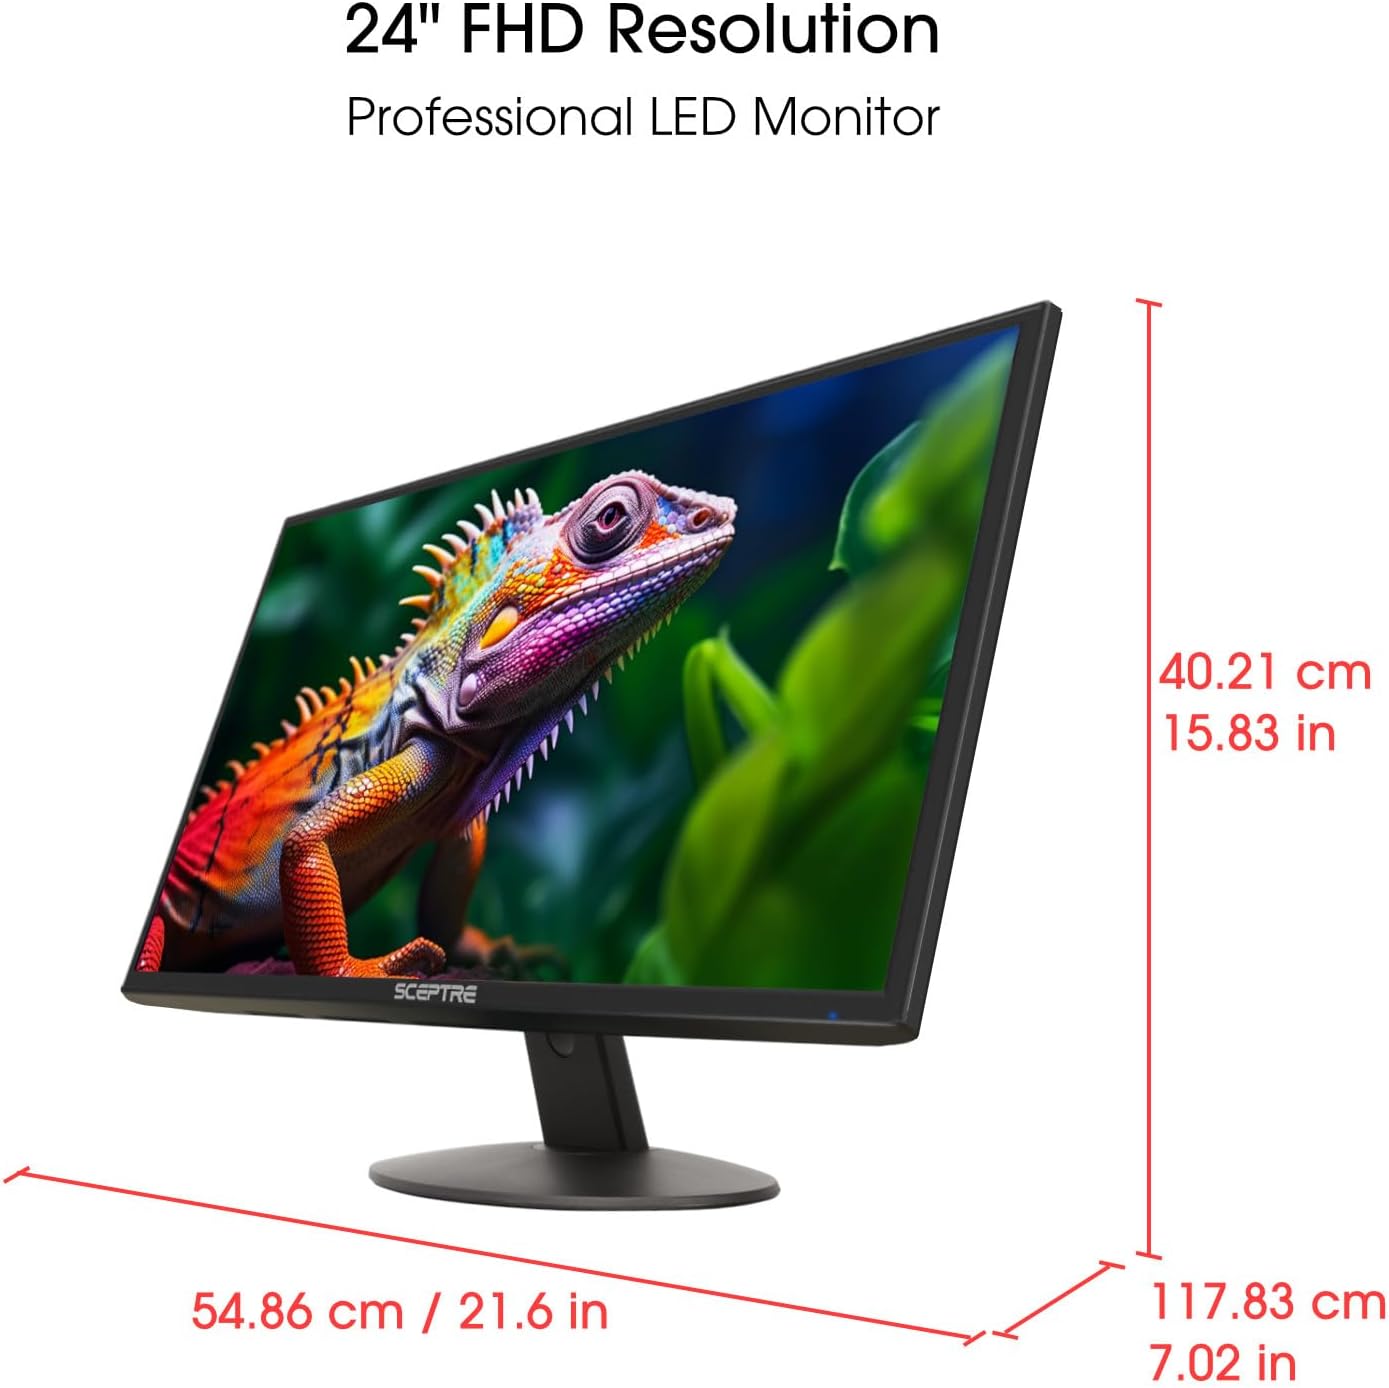 24" FHD Resolution
Professional LED Monitor
40.21 cm
15.83 in
SCEPTRE
54.86 cm / 21.6 in
117.83 cm
7.02 in